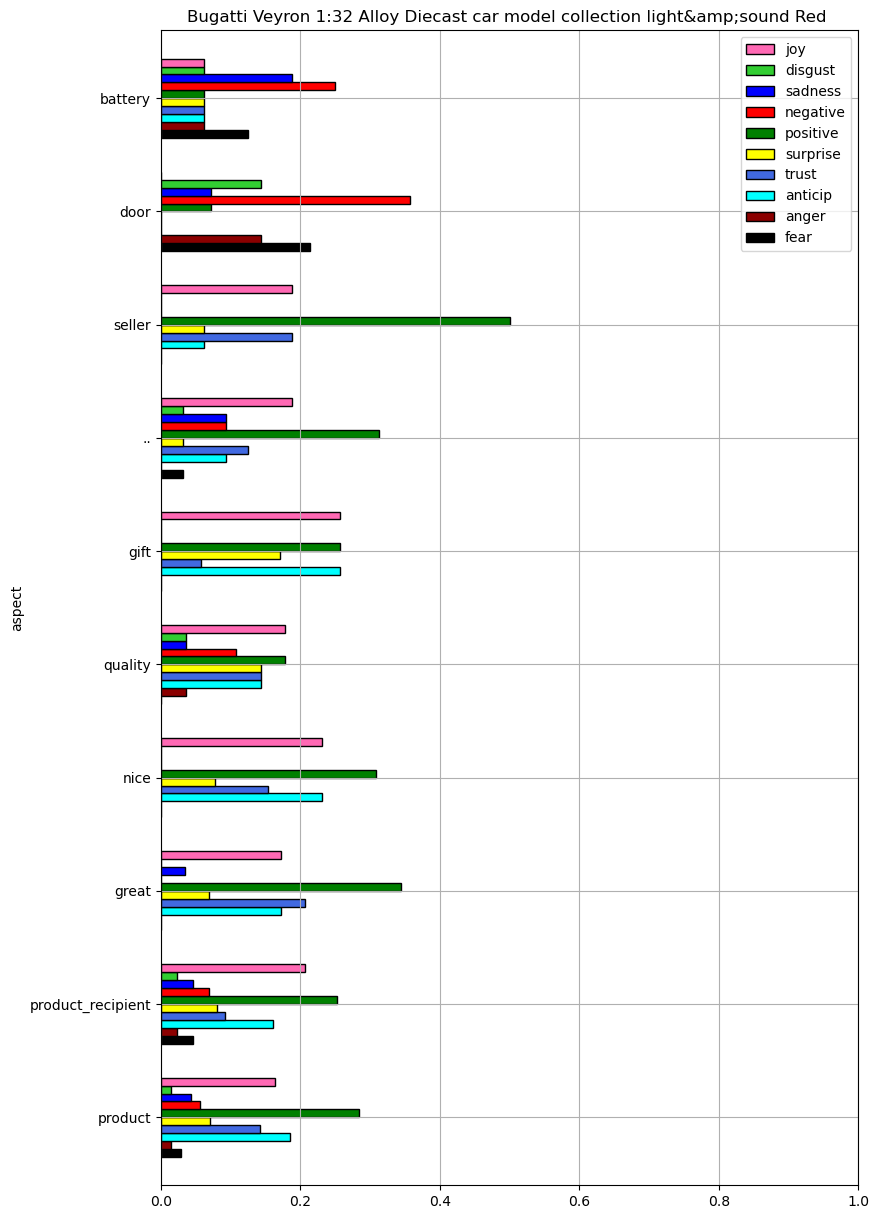 Bugatti Veyron 1:32 Alloy Diecast car model collection light&amp;sound Red
joy
disgust
sadness
negative
positive
surprise
trust
anticip
anger
fear
battery
door
seller
..
gift
quality
nice
great
product_recipient
product
aspect
0.0 0.2 0.4 0.6 0.8 1.0